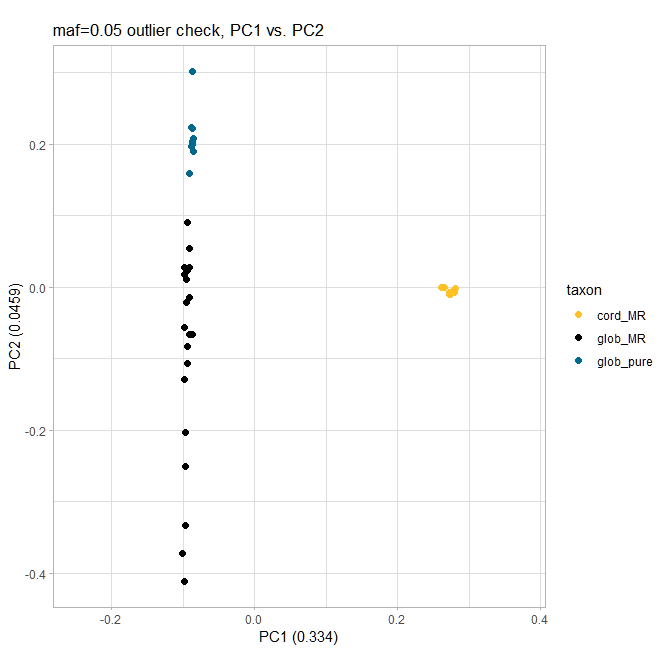 maf=0.05 outlier check, PC1 vs. PC2
0.2
0.0
-0.2
-0.4
PC2 (0.0459)
-0.2
0.0
0.2
0.4
PC1 (0.334)
taxon
cord_MR
glob_MR
glob_pure